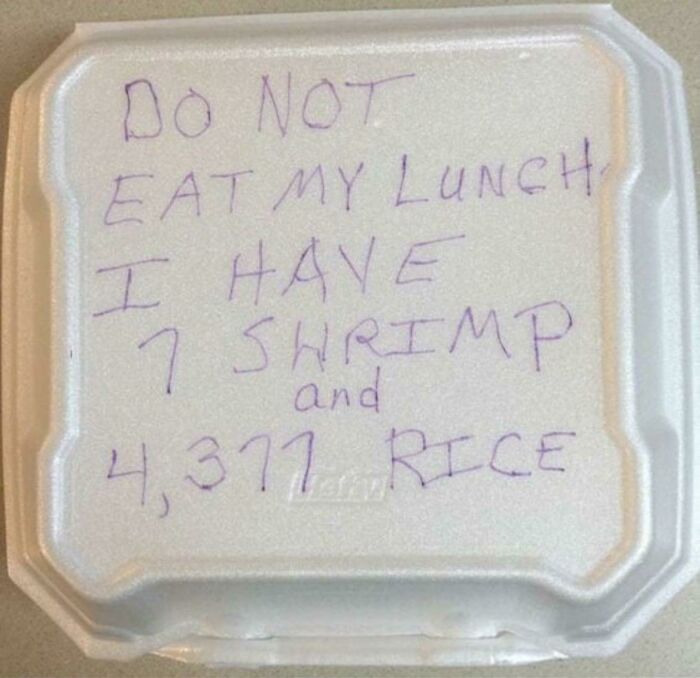 DO NOT
EAT MY LUNCH.
I HAVE
7 SHRIMP
and
4,377 RICE